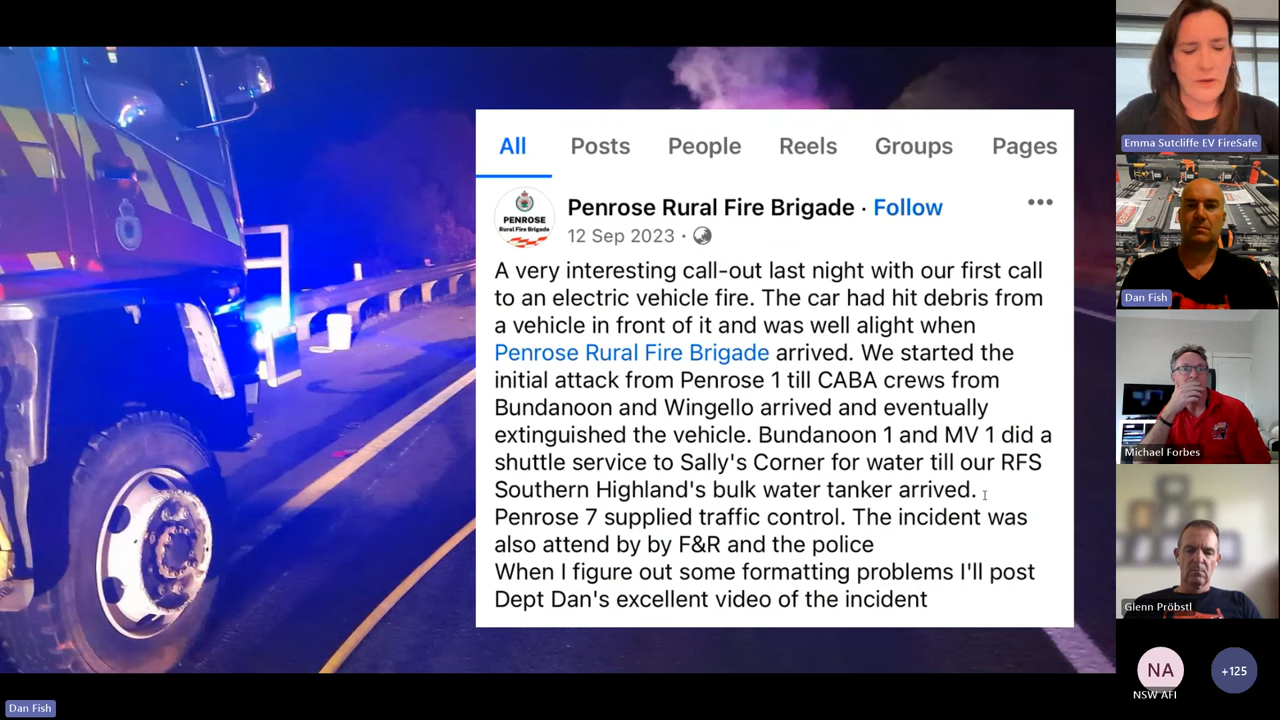 All Posts People Reels Groups Pages
PENROSE
Rural Fire Brigade
Penrose Rural Fire Brigade · Follow
12 Sep 2023 ·
A very interesting call-out last night with our first call
to an electric vehicle fire. The car had hit debris from
a vehicle in front of it and was well alight when
Penrose Rural Fire Brigade arrived. We started the
initial attack from Penrose 1 till CABA crews from
Bundanoon and Wingello arrived and eventually
extinguished the vehicle. Bundanoon 1 and MV 1 did a
shuttle service to Sally's Corner for water till our RFS
Southern Highland's bulk water tanker arrived.
Penrose 7 supplied traffic control. The incident was
also attend by by F&R and the police
When I figure out some formatting problems I'll post
Dept Dan's excellent video of the incident
Emma Sutcliffe EV FireSafe
Dan Fish
Michael Forbes
Glenn Pröbstl
NA
+125
NSW AFI
Dan Fish